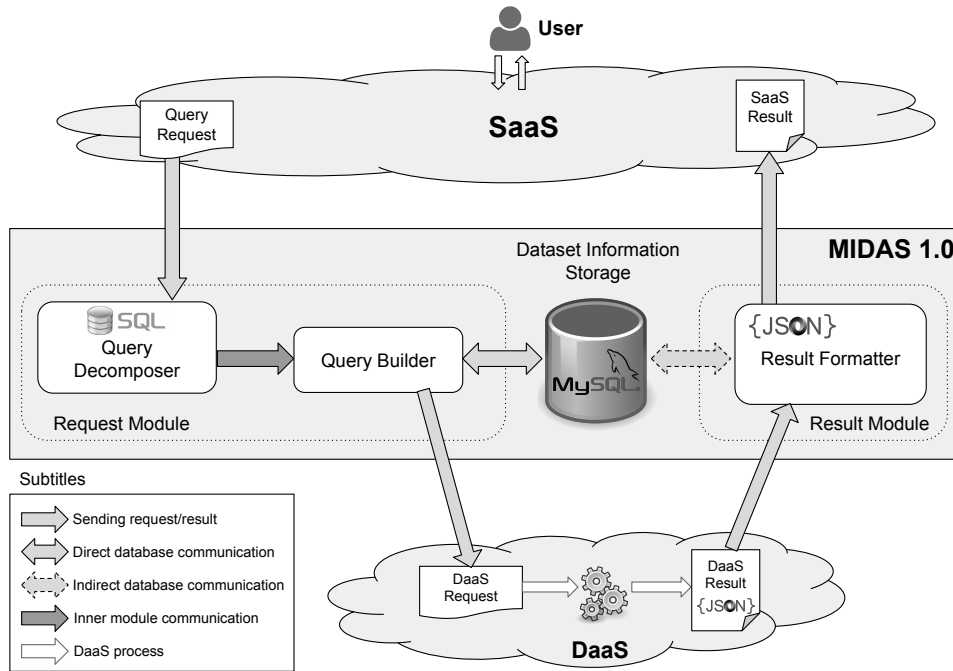 User
Query
Request
SaaS
SaaS
Result
MIDAS 1.0
Dataset Information
Storage
SQL
Query
Decomposer
Query Builder
MySQL
{JSON}
Result Formatter
Request Module
Result Module
Subtitles
Sending request/result
Direct database communication
Indirect database communication
Inner module communication
DaaS process
DaaS
Request
DaaS
Result
{JSON}
DaaS